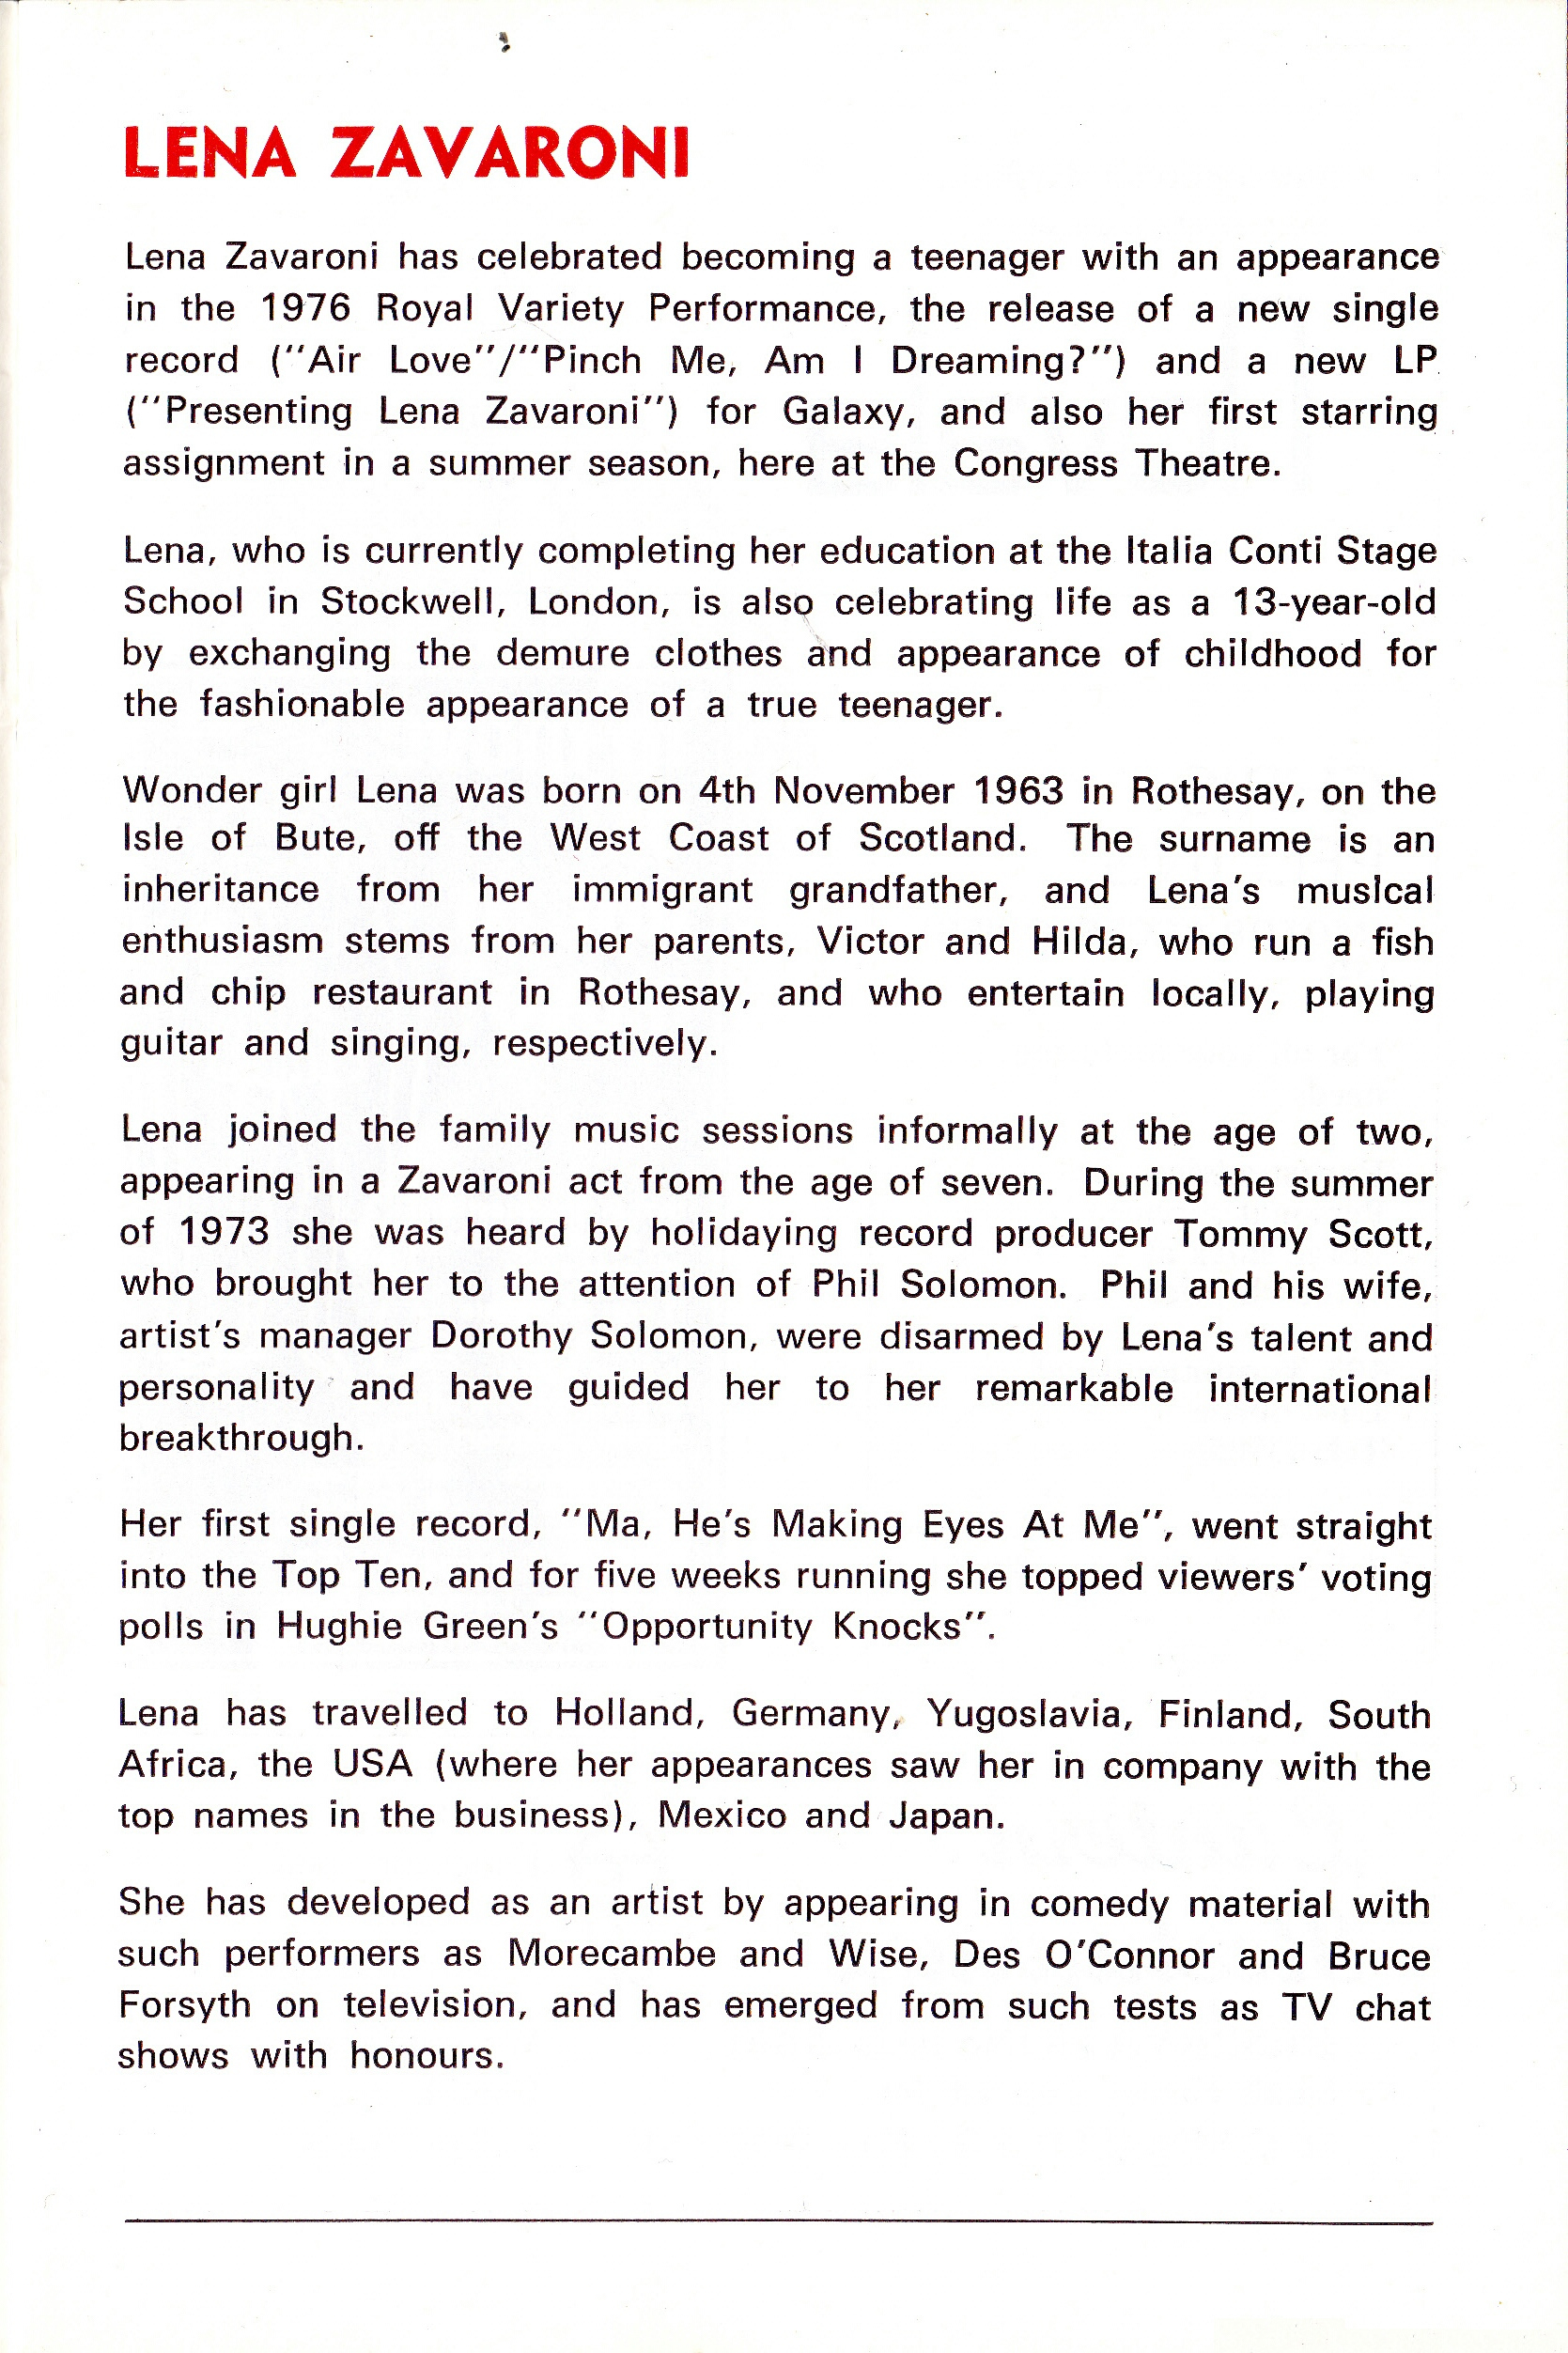 LENA ZAVARONI
Lena Zavaroni has celebrated becoming a teenager with an appearance
in the 1976 Royal Variety Performance, the release of a new single
record (“Air Love”/“Pinch Me, Am I Dreaming?”) and a new LP
(“Presenting Lena Zavaroni”) for Galaxy, and also her first starring
assignment in a summer season, here at the Congress Theatre.
Lena, who is currently completing her education at the Italia Conti Stage
School in Stockwell, London, is also celebrating life as a 13-year-old
by exchanging the demure clothes and appearance of childhood for
the fashionable appearance of a true teenager.
Wonder girl Lena was born on 4th November 1963 in Rothesay, on the
Isle of Bute, off the West Coast of Scotland. The surname is an
inheritance from her immigrant grandfather, and Lena's musical
enthusiasm stems from her parents, Victor and Hilda, who run a fish
and chip restaurant in Rothesay, and who entertain locally, playing
guitar and singing, respectively.
Lena joined the family music sessions informally at the age of two,
appearing in a Zavaroni act from the age of seven. During the summer
of 1973 she was heard by holidaying record producer Tommy Scott,
who brought her to the attention of Phil Solomon. Phil and his wife,
artist's manager Dorothy Solomon, were disarmed by Lena's talent and
personality and have guided her to her remarkable international
breakthrough.
Her first single record, “Ma, He's Making Eyes At Me”, went straight
into the Top Ten, and for five weeks running she topped viewers' voting
polls in Hughie Green's “Opportunity Knocks”.
Lena has travelled to Holland, Germany, Yugoslavia, Finland, South
Africa, the USA (where her appearances saw her in company with the
top names in the business), Mexico and Japan.
She has developed as an artist by appearing in comedy material with
such performers as Morecambe and Wise, Des O'Connor and Bruce
Forsyth on television, and has emerged from such tests as TV chat
shows with honours.